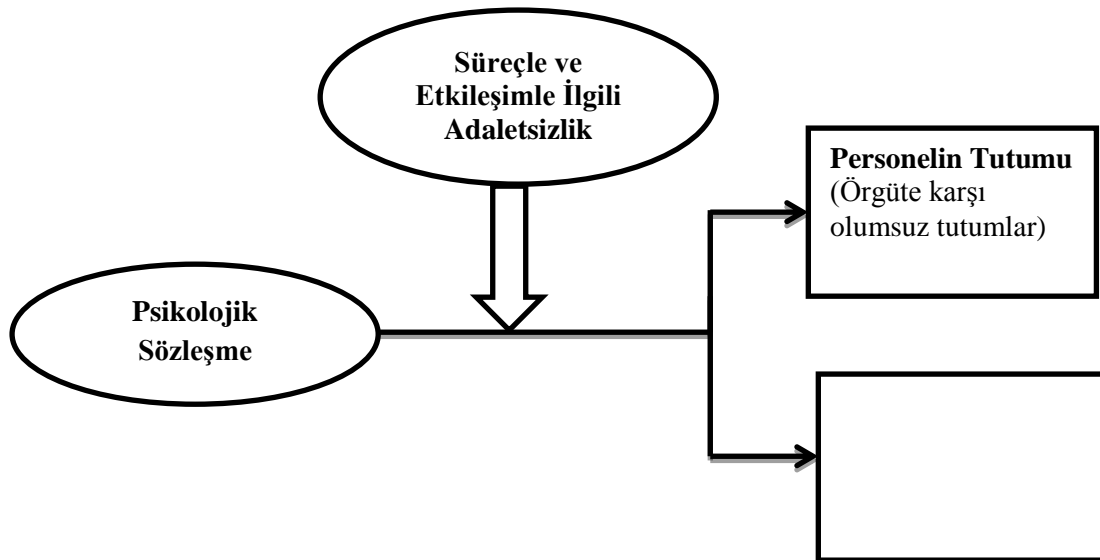 Süreçle ve
Etkileşimle İlgili
Adaletsizlik
Personelin Tutumu
(Örgüte karşı
olumsuz tutumlar)
Psikolojik
Sözleşme